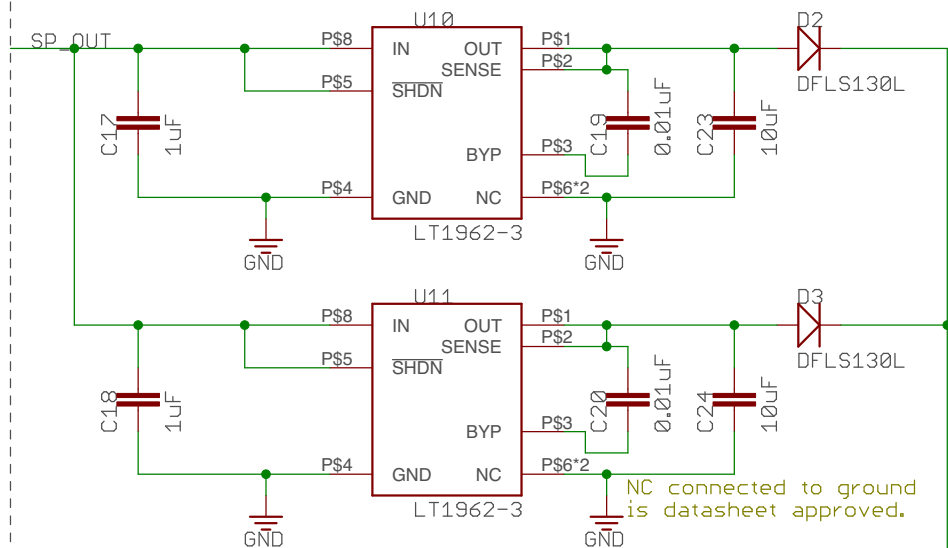 U10
D2
SP_OUT
P$8 IN OUT P$1
SENSE P$2
P$5 SHDN
DFLS130L
C17 1uF
C19 0.01uF
C23 10uF
BYP P$3
P$4 GND NC P$6*2
LT1962-3
GND
GND
U11
D3
P$8 IN OUT P$1
SENSE P$2
P$5 SHDN
DFLS130L
C18 1uF
C20 0.01uF
C24 10uF
BYP P$3
P$4 GND NC P$6*2
NC connected to ground
is datasheet approved.
LT1962-3
GND
GND